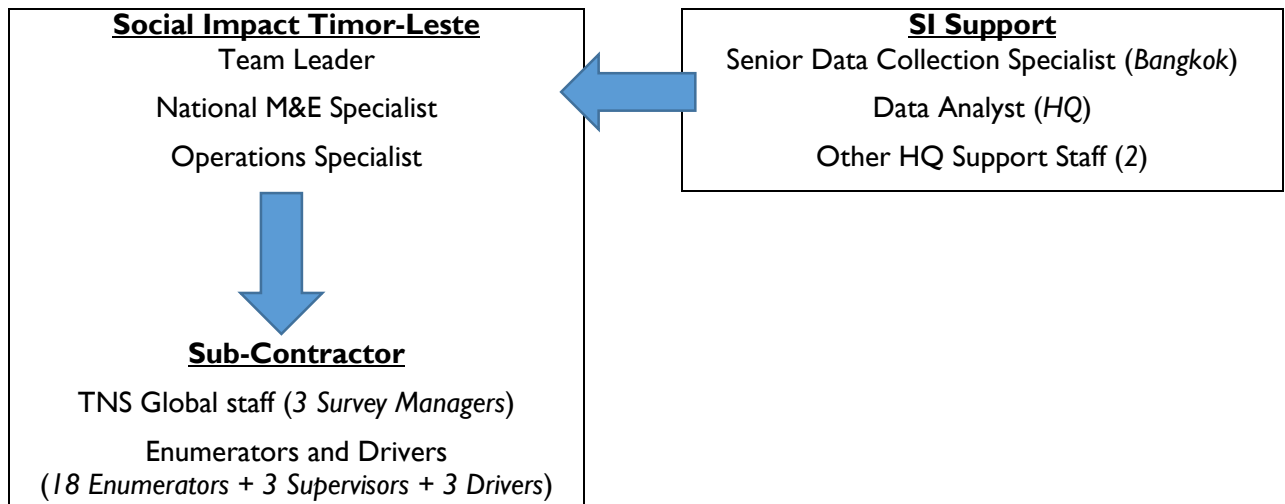 Social Impact Timor-Leste
Team Leader
National M&E Specialist
Operations Specialist
Sub-Contractor
TNS Global staff (3 Survey Managers)
Enumerators and Drivers
(18 Enumerators + 3 Supervisors + 3 Drivers)
SI Support
Senior Data Collection Specialist (Bangkok)
Data Analyst (HQ)
Other HQ Support Staff (2)